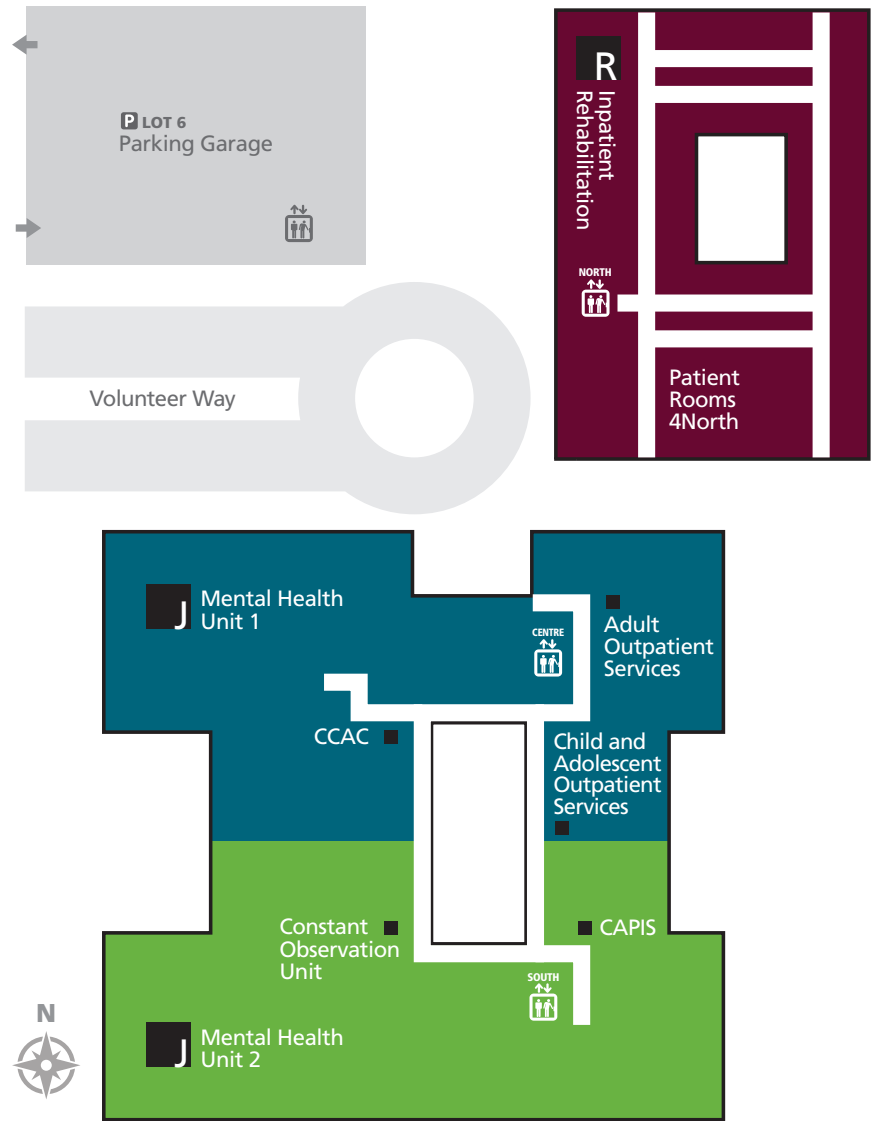 P LOT 6
Parking Garage
R
Inpatient
Rehabilitation
NORTH
Patient
Rooms
4North
Volunteer Way
J
Mental Health
Unit 1
CENTRE
Adult
Outpatient
Services
CCAC
Child and
Adolescent
Outpatient
Services
Constant
Observation
Unit
CAPIS
SOUTH
N
J
Mental Health
Unit 2